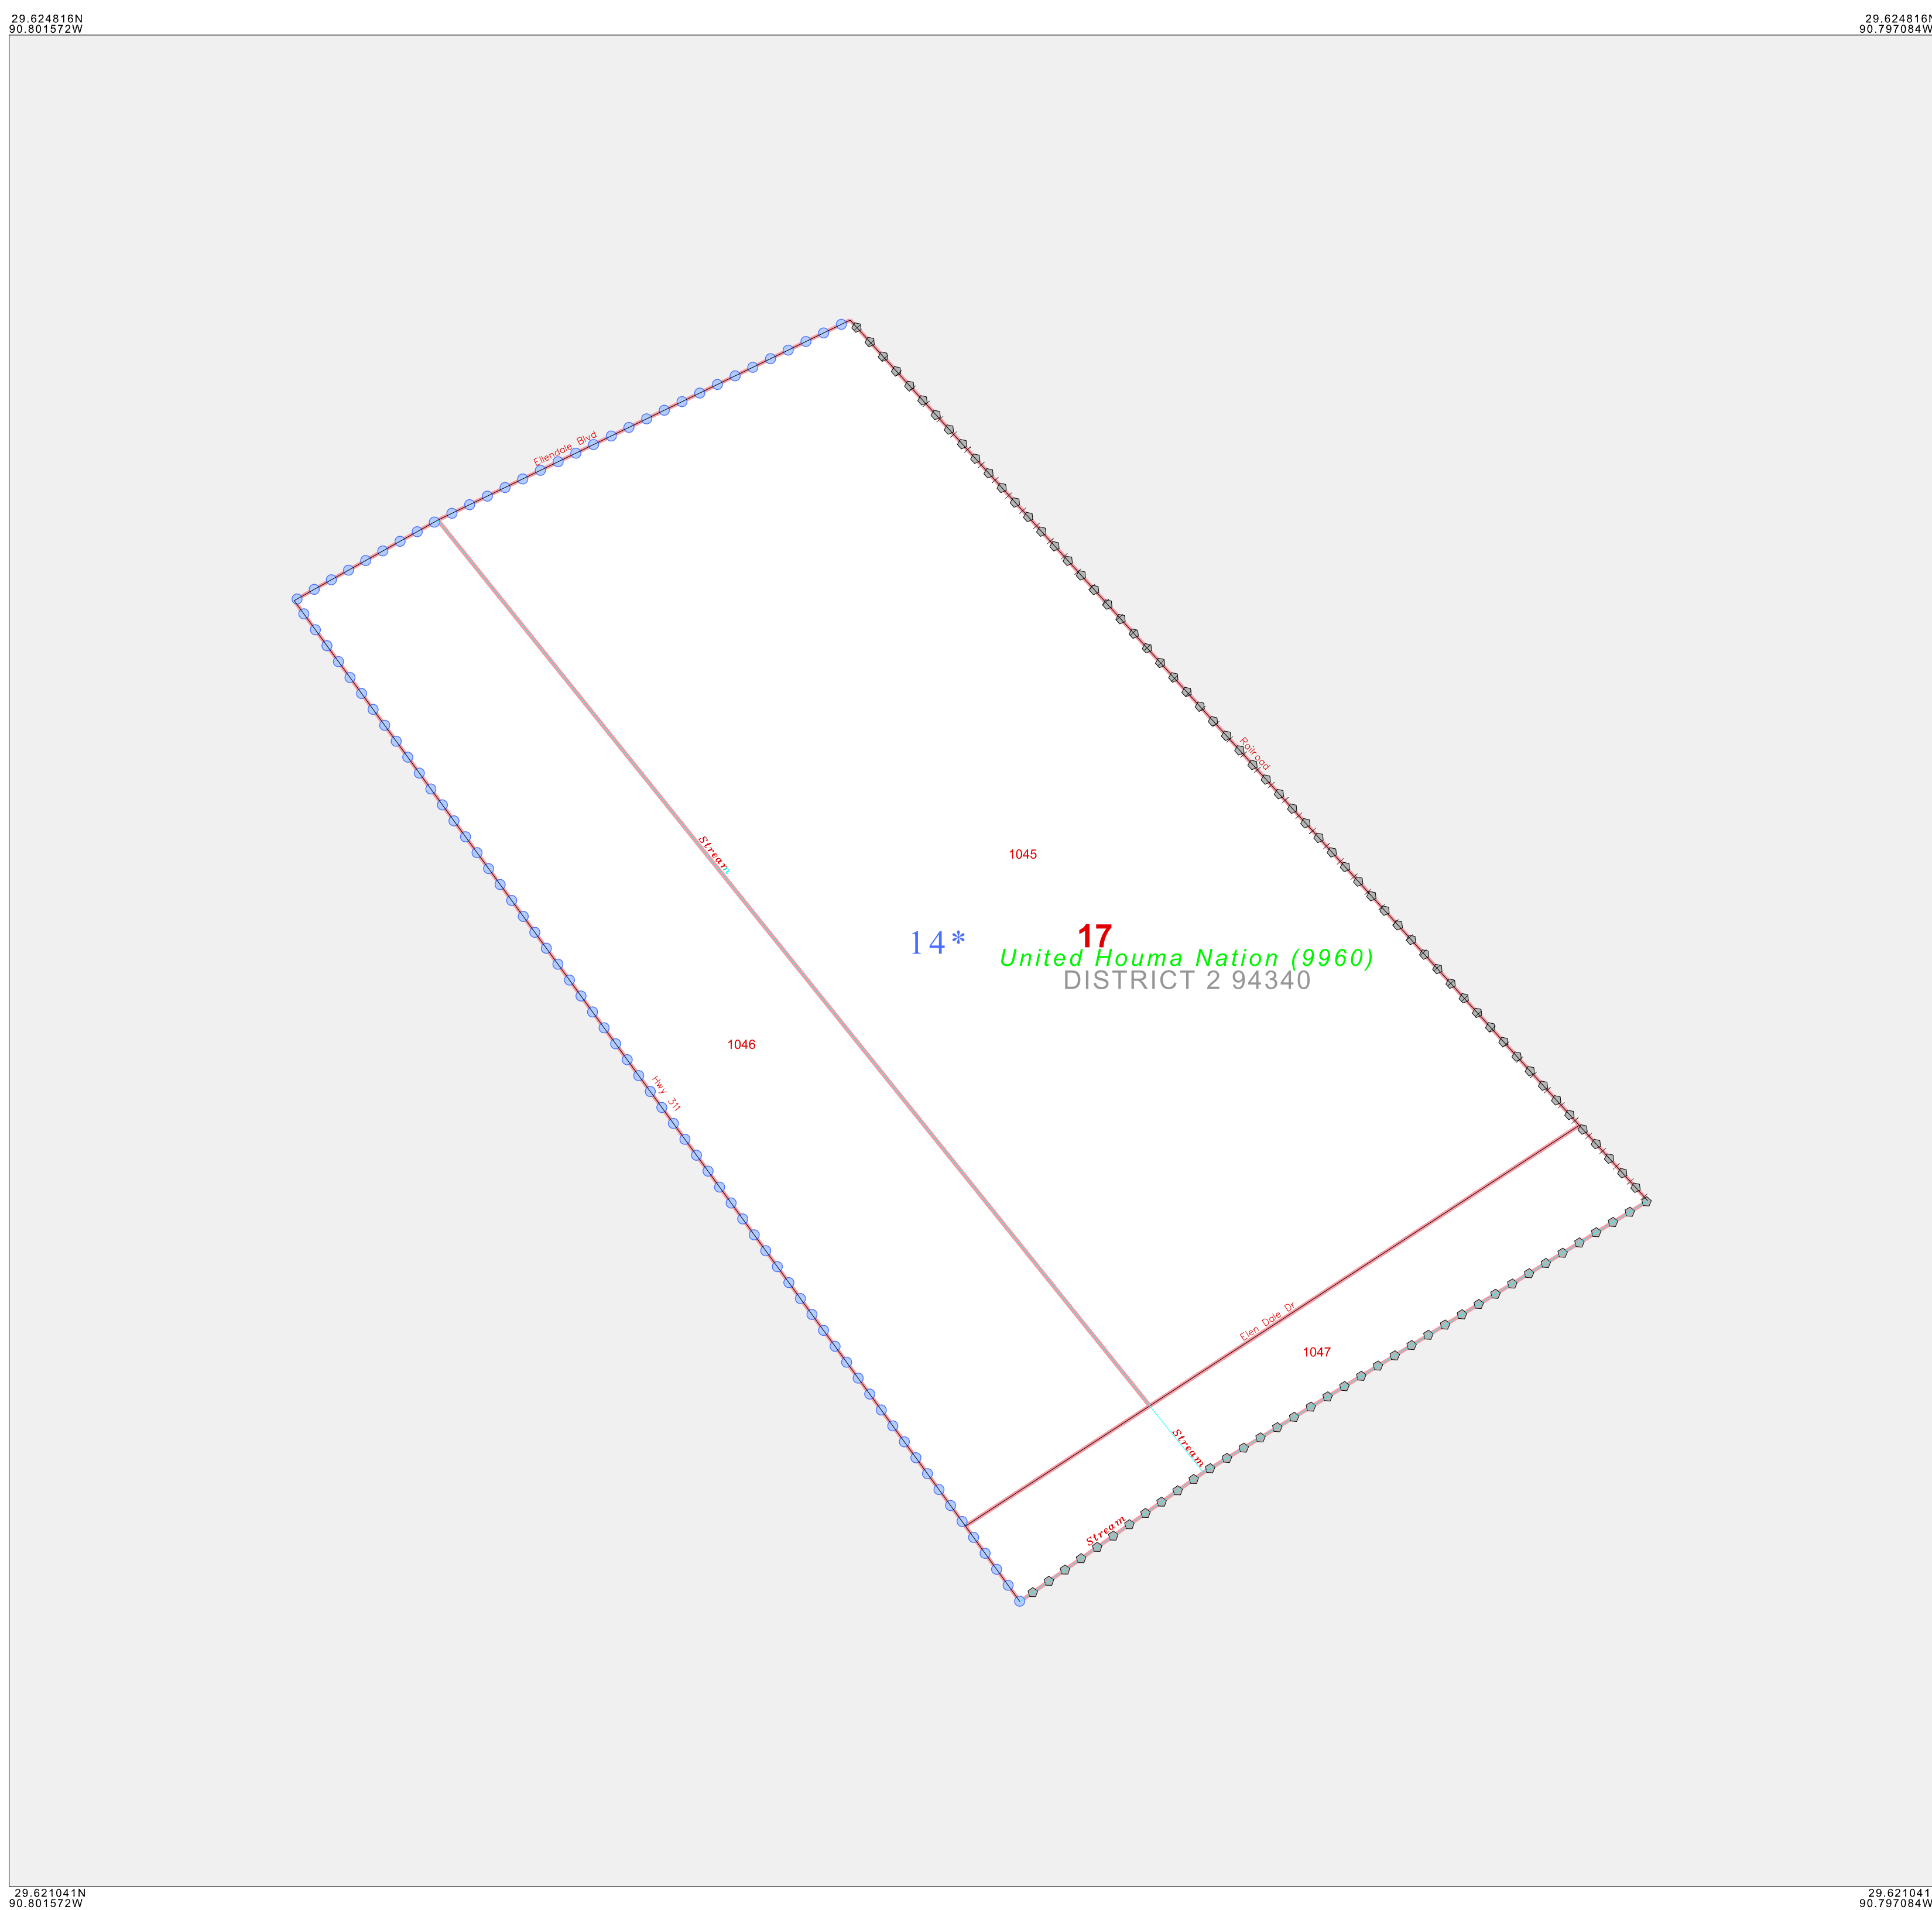 29.624816N
90.801572W
29.624816N
90.797084W
Ellendale Blvd
Railroad
Stream
1045
17
14*
United Houma Nation (9960)
DISTRICT 2 94340
1046
Hwy 311
Elen Dale Dr
1047
Stream
Stream
29.621041N
90.801572W
29.621041
90.797084W